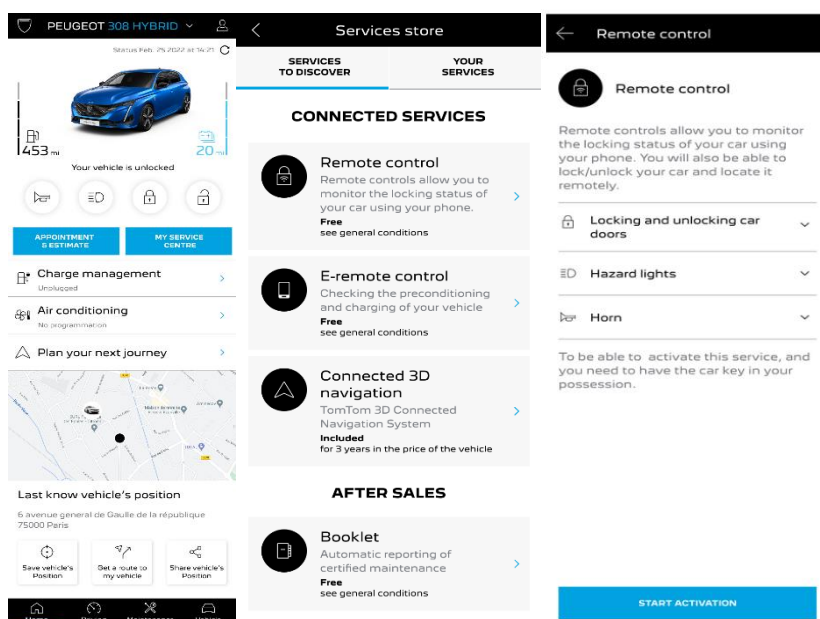 PEUGEOT 308 HYBRID
Status Feb. 25 2022 at 14:21
453 mi
20 mi
Your vehicle is unlocked
APPOINTMENT
& ESTIMATE
MY SERVICE
CENTRE
Charge management
Unplugged
Air conditioning
No programmation
Plan your next journey
Last know vehicle's position
6 avenue general de Gaulle de la république
75000 Paris
Save vehicle's
Position
Get a route to
my vehicle
Share vehicle's
Position
Services store
SERVICES
TO DISCOVER
YOUR
SERVICES
CONNECTED SERVICES
Remote control
Remote controls allow you to
monitor the locking status of
your car using your phone.
Free
see general conditions
E-remote control
Checking the preconditioning
and charging of your vehicle
Free
see general conditions
Connected 3D
navigation
TomTom 3D Connected
Navigation System
Included
for 3 years in the price of the vehicle
AFTER SALES
Booklet
Automatic reporting of
certified maintenance
Free
see general conditions
Remote control
Remote control
Remote controls allow you to monitor
the locking status of your car using
your phone. You will also be able to
lock/unlock your car and locate it
remotely.
Locking and unlocking car
doors
Hazard lights
Horn
To be able to activate this service, and
you need to have the car key in your
possession.
START ACTIVATION